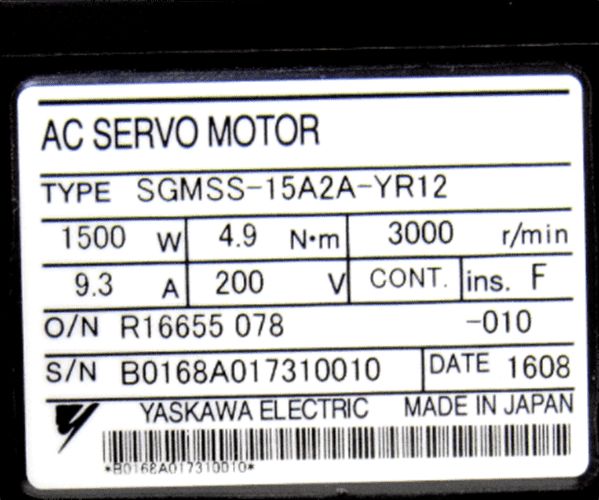 AC SERVO MOTOR
TYPE SGMSS-15A2A-YR12
1500 W 4.9 N·m 3000 r/min
9.3 A 200 V CONT. ins. F
O/N R16655 078 -010
S/N B0168A017310010 DATE 1608
YASKAWA ELECTRIC MADE IN JAPAN
*B0168A017310010*